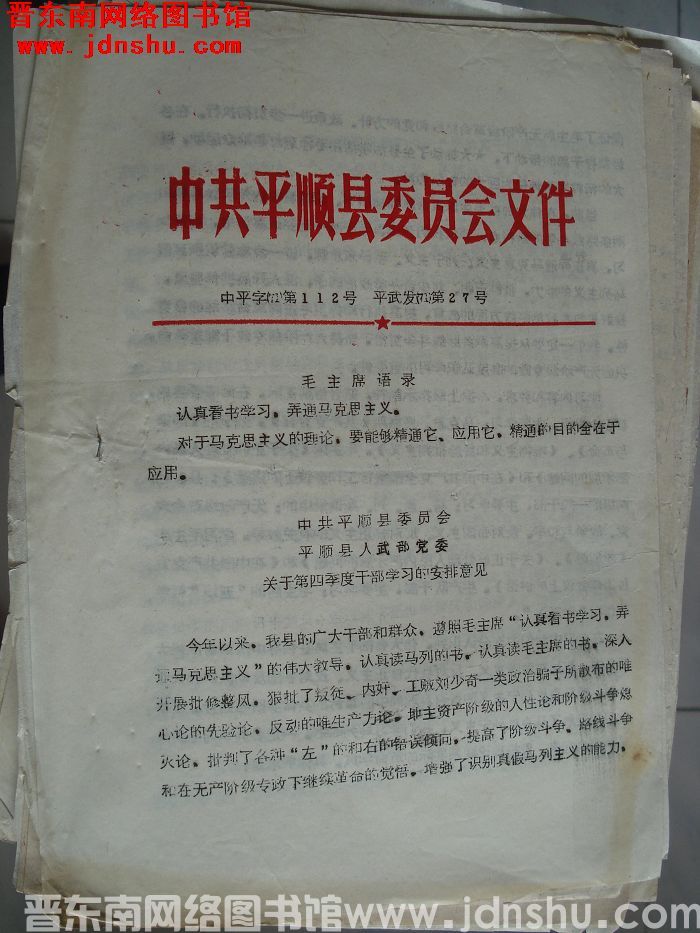 晋东南网络图书馆
www.jdnshu.com
中共平顺县委员会文件
中平字(71)第112号 平武发(71)第27号
毛主席语录
认真看书学习，弄通马克思主义。
对于马克思主义的理论，要能够精通它、应用它，精通的目的全在于
应用。
中共平顺县委员会
平顺县人武部党委
关于第四季度干部学习的安排意见
今年以来，我县的广大干部和群众，遵照毛主席“认真看书学习，弄
通马克思主义”的伟大教导，认真读马列的书，认真读毛主席的书，深入
开展批修整风，狠批了叛徒、内奸、工贼刘少奇一类政治骗子所散布的唯
心论的先验论、反动的唯生产力论、地主资产阶级的人性论和阶级斗争熄
灭论，批判了各种“左”的和右的错误倾向，提高了阶级斗争、路线斗争
和在无产阶级专政下继续革命的觉悟，增强了识别真假马列主义的能力，
晋东南网络图书馆www.jdnshu.com